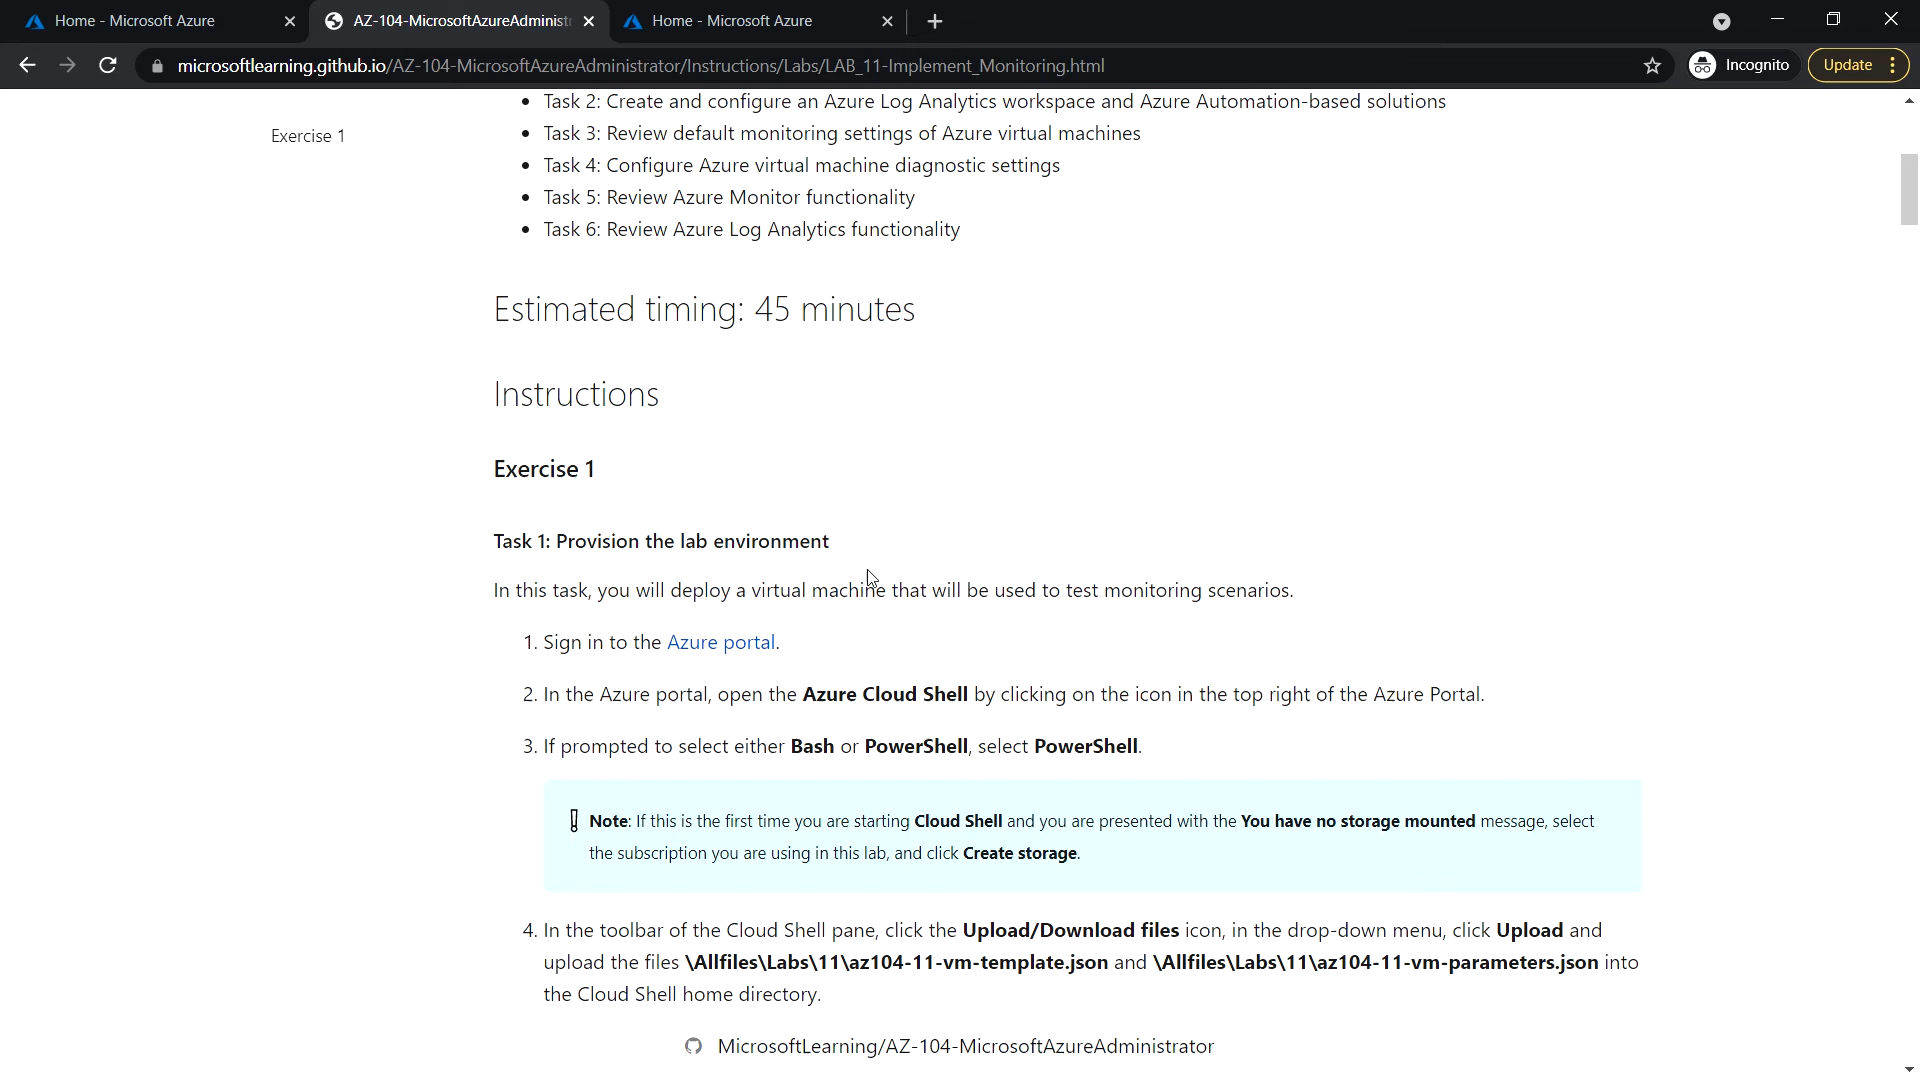 Home - Microsoft Azure
AZ-104-MicrosoftAzureAdminist
Home - Microsoft Azure
microsoftlearning.github.io/AZ-104-MicrosoftAzureAdministrator/Instructions/Labs/LAB_11-Implement_Monitoring.html
Incognito
Update
Exercise 1
• Task 2: Create and configure an Azure Log Analytics workspace and Azure Automation-based solutions
• Task 3: Review default monitoring settings of Azure virtual machines
• Task 4: Configure Azure virtual machine diagnostic settings
• Task 5: Review Azure Monitor functionality
• Task 6: Review Azure Log Analytics functionality
Estimated timing: 45 minutes
Instructions
Exercise 1
Task 1: Provision the lab environment
In this task, you will deploy a virtual machine that will be used to test monitoring scenarios.
1. Sign in to the Azure portal.
2. In the Azure portal, open the Azure Cloud Shell by clicking on the icon in the top right of the Azure Portal.
3. If prompted to select either Bash or PowerShell, select PowerShell.
Note: If this is the first time you are starting Cloud Shell and you are presented with the You have no storage mounted message, select
the subscription you are using in this lab, and click Create storage.
4. In the toolbar of the Cloud Shell pane, click the Upload/Download files icon, in the drop-down menu, click Upload and
upload the files \Allfiles\Labs\11\az104-11-vm-template.json and \Allfiles\Labs\11\az104-11-vm-parameters.json into
the Cloud Shell home directory.
MicrosoftLearning/AZ-104-MicrosoftAzureAdministrator